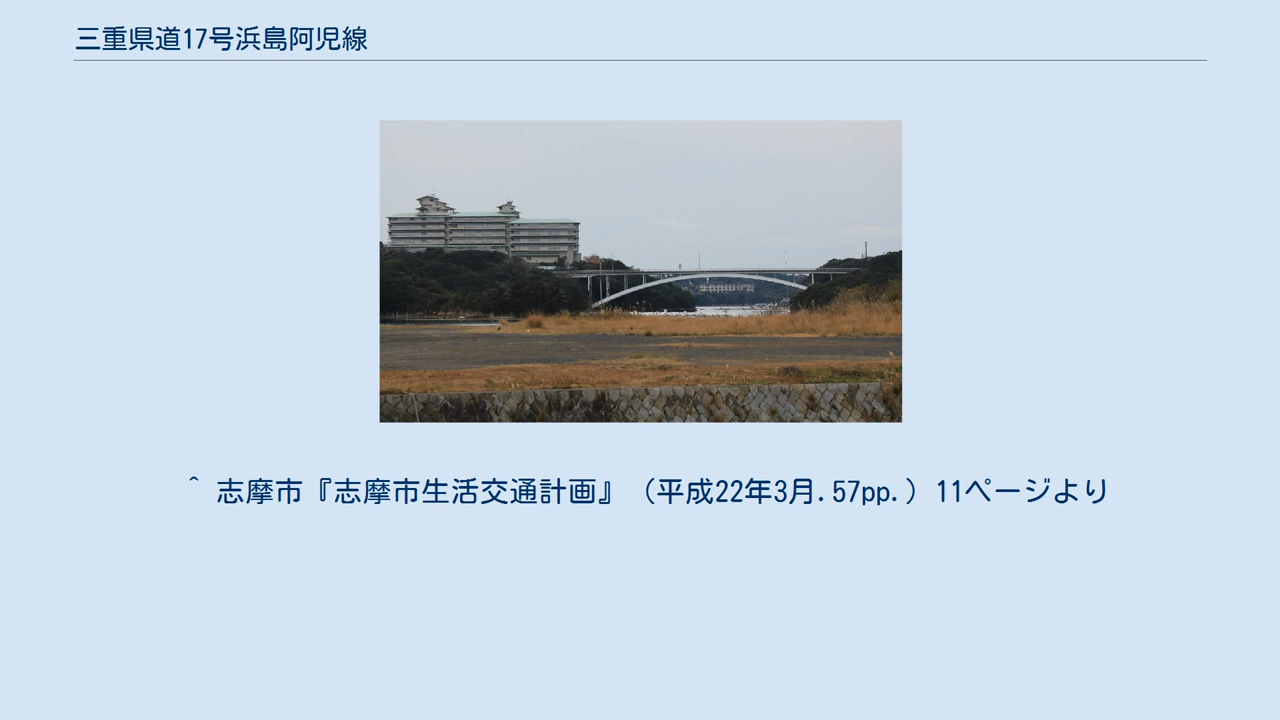 三重県道17号浜島阿児線
^ 志摩市『志摩市生活交通計画』（平成22年3月.57pp.）11ページより